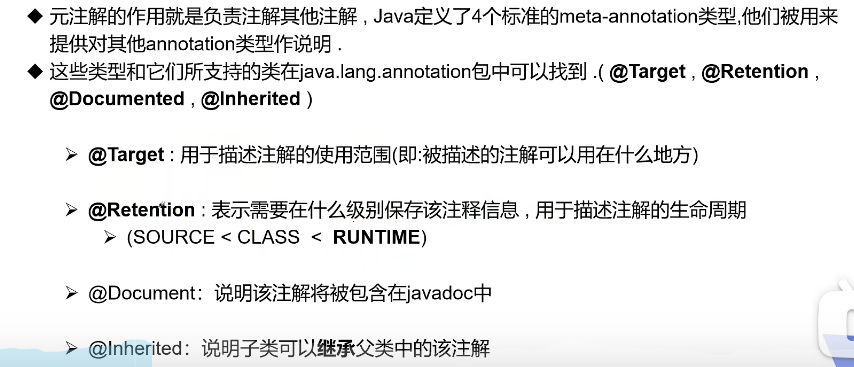 ◆ 元注解的作用就是负责注解其他注解 , Java定义了4个标准的meta-annotation类型,他们被用来
提供对其他annotation类型作说明 .
◆ 这些类型和它们所支持的类在java.lang.annotation包中可以找到 .( @Target , @Retention ,
@Documented , @Inherited )
➢ @Target : 用于描述注解的使用范围(即:被描述的注解可以用在什么地方)
➢ @Retention : 表示需要在什么级别保存该注释信息 , 用于描述注解的生命周期
➢ (SOURCE < CLASS < RUNTIME)
➢ @Document：说明该注解将被包含在javadoc中
➢ @Inherited：说明子类可以继承父类中的该注解